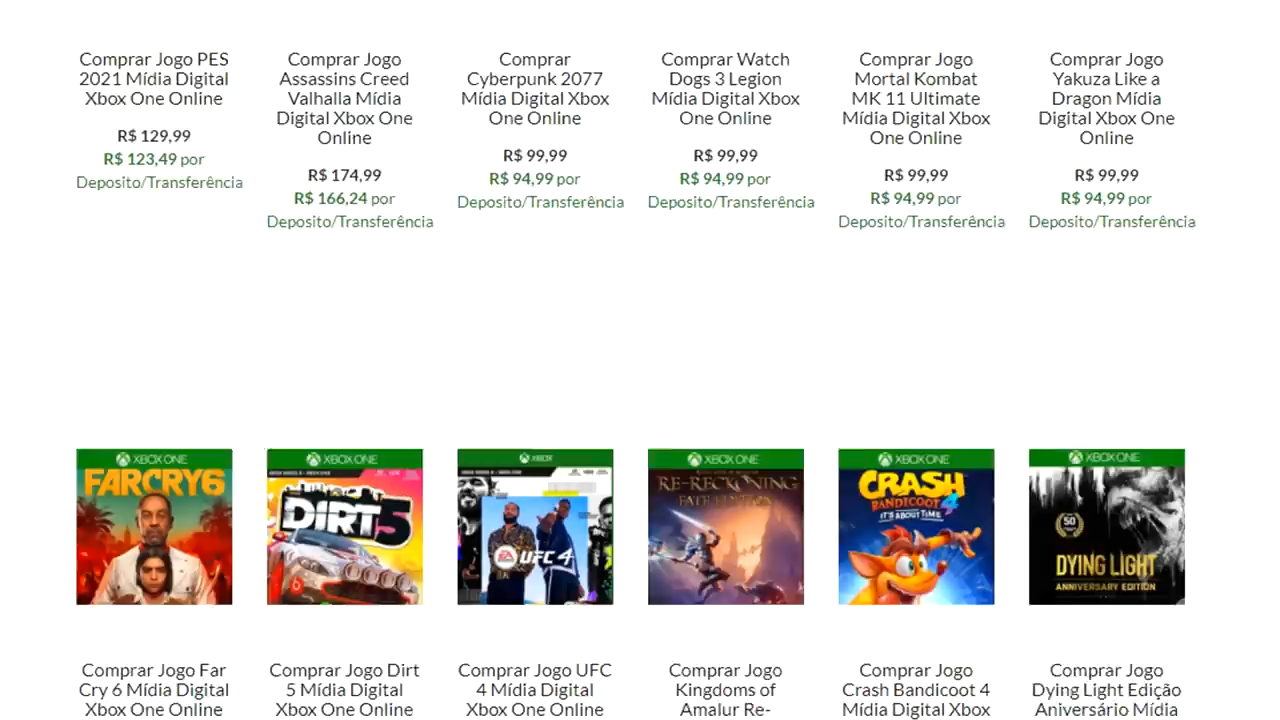 Comprar Jogo PES
2021 Mídia Digital
Xbox One Online
R$ 129,99
R$ 123,49 por
Deposito/Transferência
Comprar Jogo
Assassins Creed
Valhalla Mídia
Digital Xbox One
Online
R$ 174,99
R$ 166,24 por
Deposito/Transferência
Comprar
Cyberpunk 2077
Mídia Digital Xbox
One Online
R$ 99,99
R$ 94,99 por
Deposito/Transferência
Comprar Watch
Dogs 3 Legion
Mídia Digital Xbox
One Online
R$ 99,99
R$ 94,99 por
Deposito/Transferência
Comprar Jogo
Mortal Kombat
MK 11 Ultimate
Mídia Digital Xbox
One Online
R$ 99,99
R$ 94,99 por
Deposito/Transferência
Comprar Jogo
Yakuza Like a
Dragon Mídia
Digital Xbox One
Online
R$ 99,99
R$ 94,99 por
Deposito/Transferência
XBOX ONE
FARCRY6
Comprar Jogo Far
Cry 6 Mídia Digital
Xbox One Online
XBOX ONE
DIRT 5
Comprar Jogo Dirt
5 Mídia Digital
Xbox One Online
XBOX
EA UFC 4
Comprar Jogo UFC
4 Mídia Digital
Xbox One Online
XBOX ONE
RE-RECKONING
FATE EDITION
Comprar Jogo
Kingdoms of
Amalur Re-
XBOX ONE
CRASH
BANDICOOT 4
IT'S ABOUT TIME
Comprar Jogo
Crash Bandicoot 4
Mídia Digital Xbox
XBOX ONE
50
DYING LIGHT
ANNIVERSARY EDITION
Comprar Jogo
Dying Light Edição
Aniversário Mídia